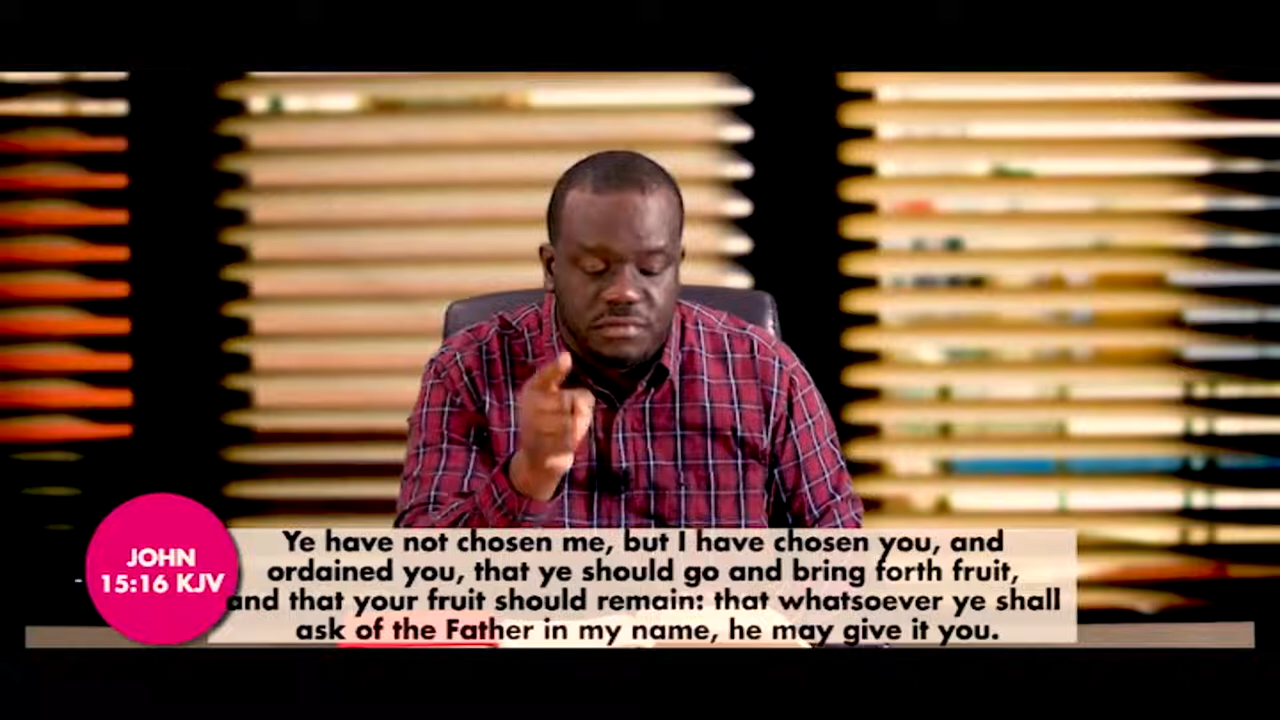 JOHN
15:16 KJV
Ye have not chosen me, but I have chosen you, and
ordained you, that ye should go and bring forth fruit,
and that your fruit should remain: that whatsoever ye shall
ask of the Father in my name, he may give it you.